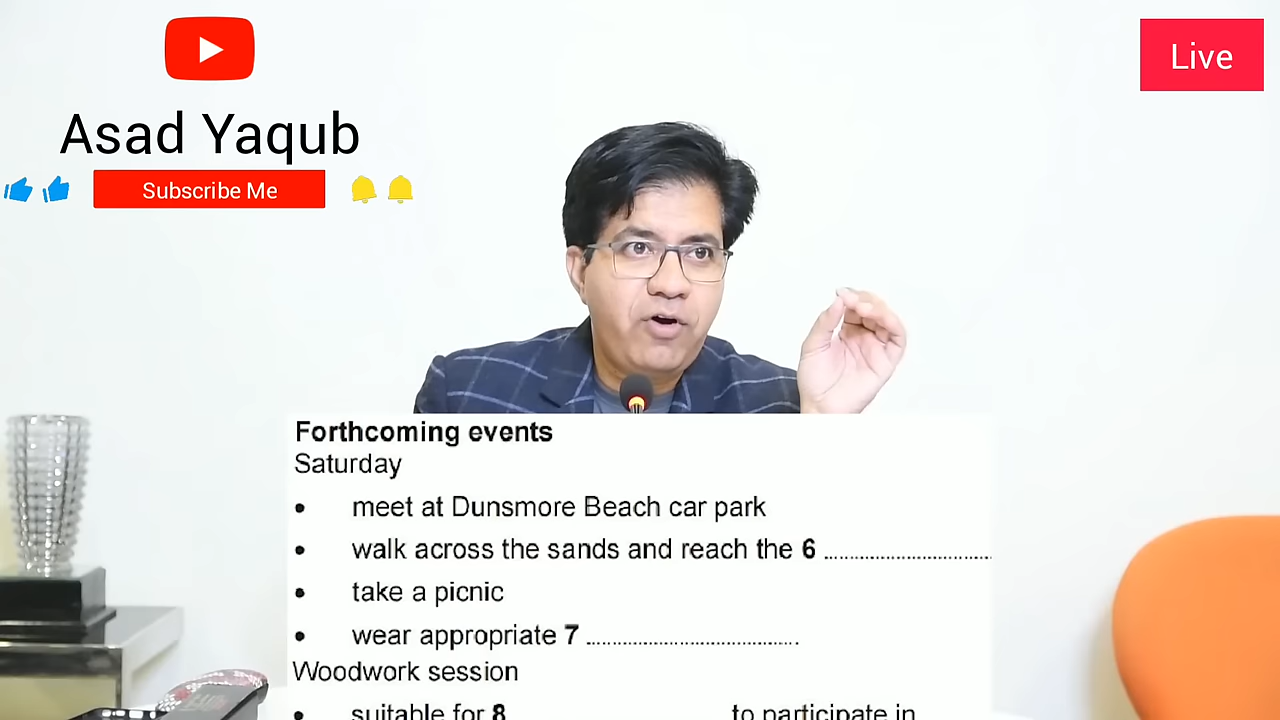 Live
Asad Yaqub
Subscribe Me
Forthcoming events
Saturday
• meet at Dunsmore Beach car park
• walk across the sands and reach the 6 ..............................
• take a picnic
• wear appropriate 7 ......................................
Woodwork session
• suitable for 8 to participate in